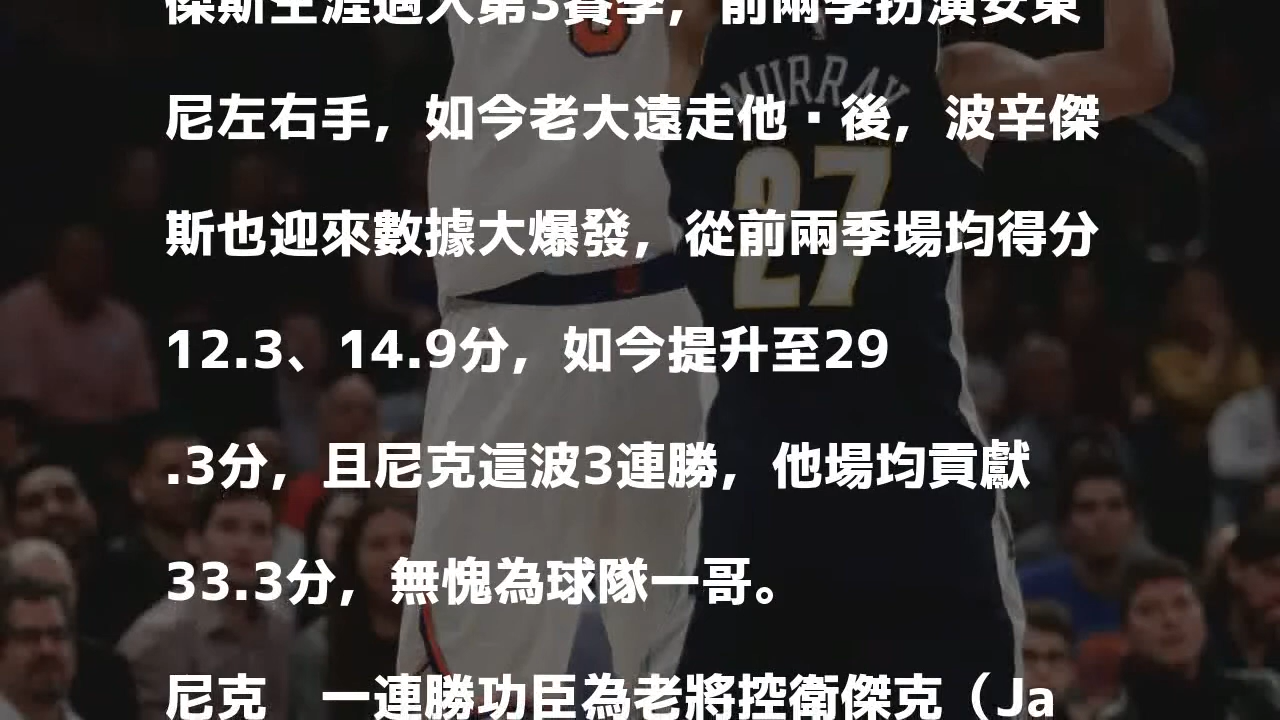 傑斯生涯邁入第3賽季，前兩季扮演安東
MURRAY
27
尼左右手，如今老大遠走他▪後，波辛傑
斯也迎來數據大爆發，從前兩季場均得分
12.3、14.9分，如今提升至29
.3分，且尼克這波3連勝，他場均貢獻
33.3分，無愧為球隊一哥。
尼克　一連勝功臣為老將控衛傑克（Ja